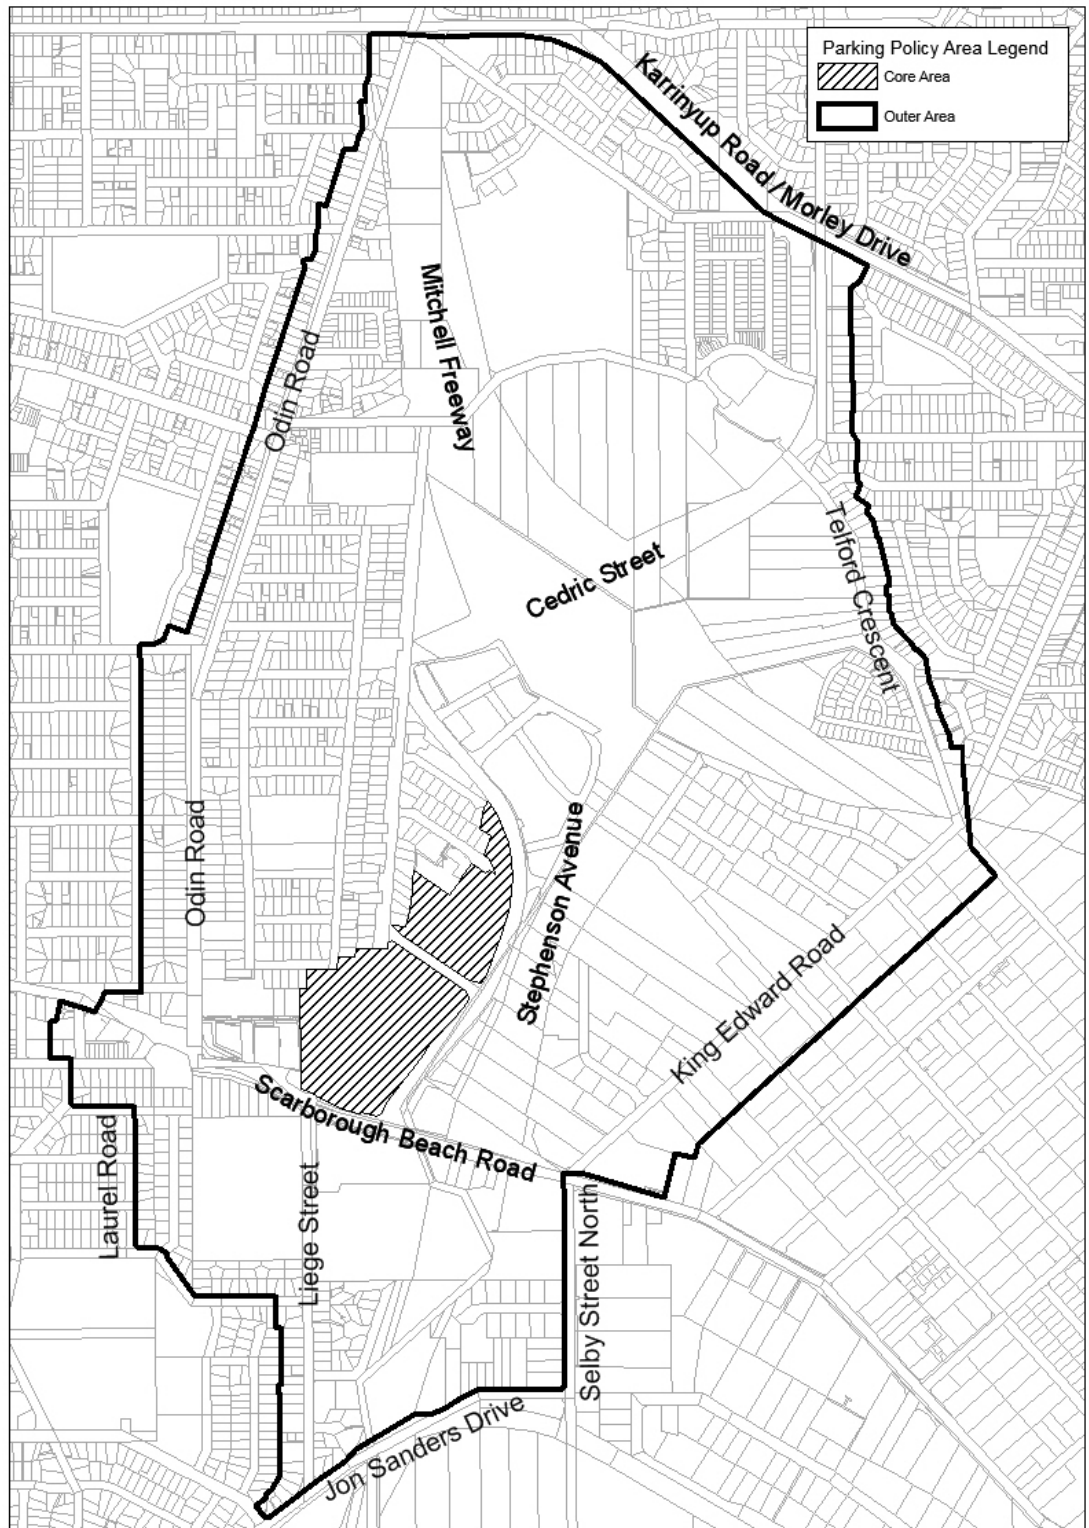 Parking Policy Area Legend
Core Area
Outer Area
Karrinyup Road / Morley Drive
Mitchell Freeway
Odin Road
Cedric Street
Telford Crescent
Odin Road
Stephenson Avenue
King Edward Road
Scarborough Beach Road
Laurel Road
Liege Street
Selby Street North
Jon Sanders Drive